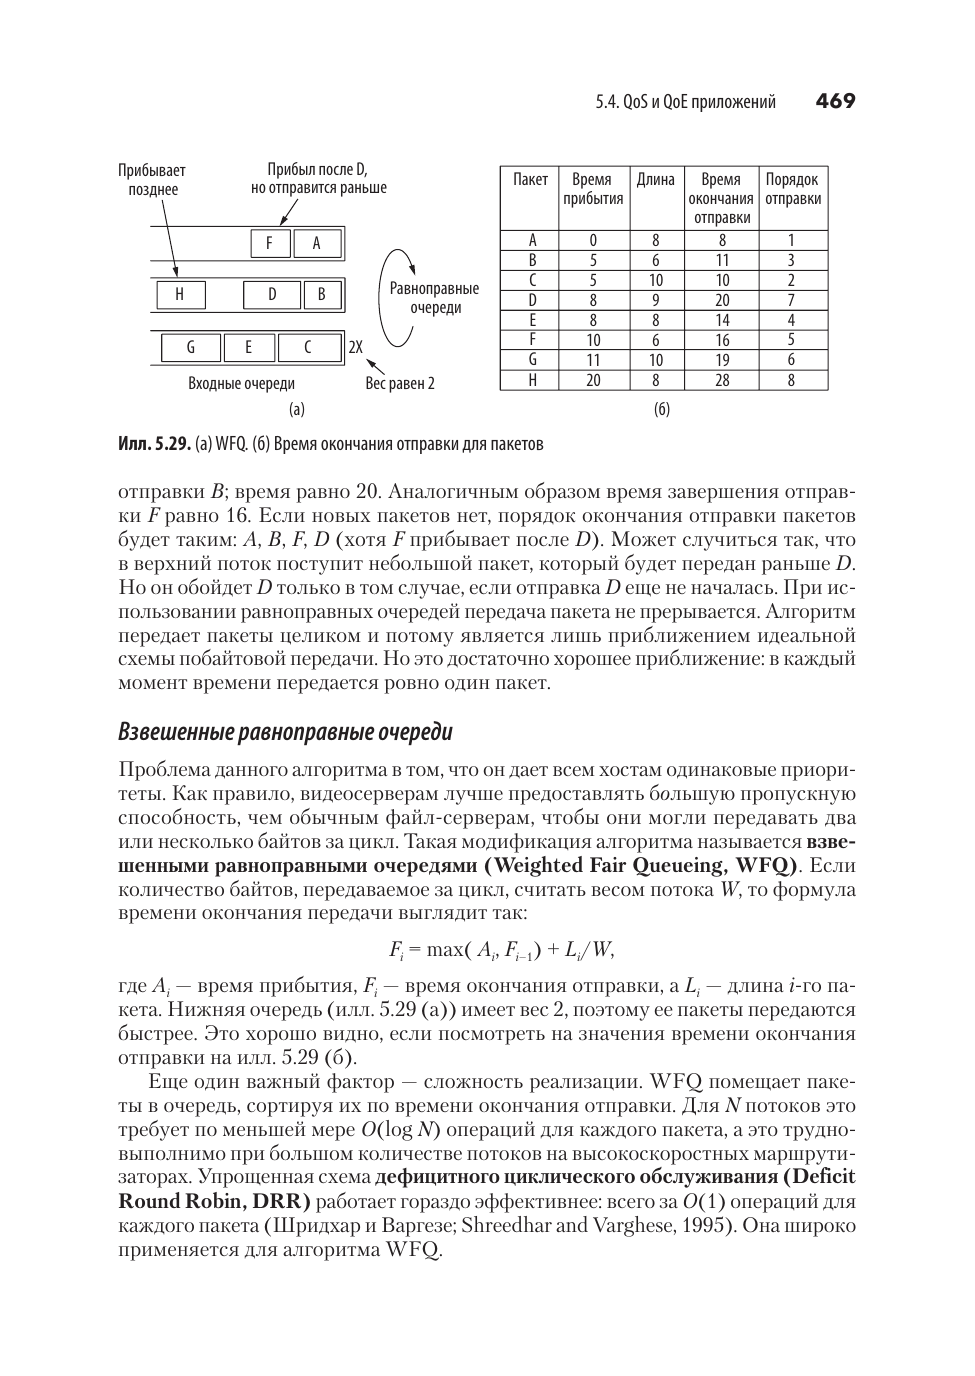 5.4. QoS и QoE приложений 469
Прибывает
позднее
Прибыл после D,
но отправится раньше
F A
H D B
G E C 2X
Равноправные
очереди
Входные очереди
Вес равен 2
(а)
Пакет Время прибытия Длина Время окончания отправки Порядок отправки
A 0 8 8 1
B 5 6 11 3
C 5 10 10 2
D 8 9 20 7
E 8 8 14 4
F 10 6 16 5
G 11 10 19 6
H 20 8 28 8
(б)
Илл. 5.29. (а) WFQ. (б) Время окончания отправки для пакетов
отправки B; время равно 20. Аналогичным образом время завершения отправ-
ки F равно 16. Если новых пакетов нет, порядок окончания отправки пакетов
будет таким: A, B, F, D (хотя F прибывает после D). Может случиться так, что
в верхний поток поступит небольшой пакет, который будет передан раньше D.
Но он обойдет D только в том случае, если отправка D еще не началась. При ис-
пользовании равноправных очередей передача пакета не прерывается. Алгоритм
передает пакеты целиком и потому является лишь приближением идеальной
схемы побайтовой передачи. Но это достаточно хорошее приближение: в каждый
момент времени передается ровно один пакет.
Взвешенные равноправные очереди
Проблема данного алгоритма в том, что он дает всем хостам одинаковые приори-
теты. Как правило, видеосерверам лучше предоставлять большую пропускную
способность, чем обычным файл-серверам, чтобы они могли передавать два
или несколько байтов за цикл. Такая модификация алгоритма называется взве-
шенными равноправными очередями (Weighted Fair Queueing, WFQ). Если
количество байтов, передаваемое за цикл, считать весом потока W, то формула
времени окончания передачи выглядит так:
Fi = max( Ai, Fi–1) + Li/W,
где Ai — время прибытия, Fi — время окончания отправки, а Li — длина i-го па-
кета. Нижняя очередь (илл. 5.29 (а)) имеет вес 2, поэтому ее пакеты передаются
быстрее. Это хорошо видно, если посмотреть на значения времени окончания
отправки на илл. 5.29 (б).
Еще один важный фактор — сложность реализации. WFQ помещает паке-
ты в очередь, сортируя их по времени окончания отправки. Для N потоков это
требует по меньшей мере O(log N) операций для каждого пакета, а это трудно-
выполнимо при большом количестве потоков на высокоскоростных маршрути-
заторах. Упрощенная схема дефицитного циклического обслуживания (Deficit
Round Robin, DRR) работает гораздо эффективнее: всего за O(1) операций для
каждого пакета (Шридхар и Варгезе; Shreedhar and Varghese, 1995). Она широко
применяется для алгоритма WFQ.